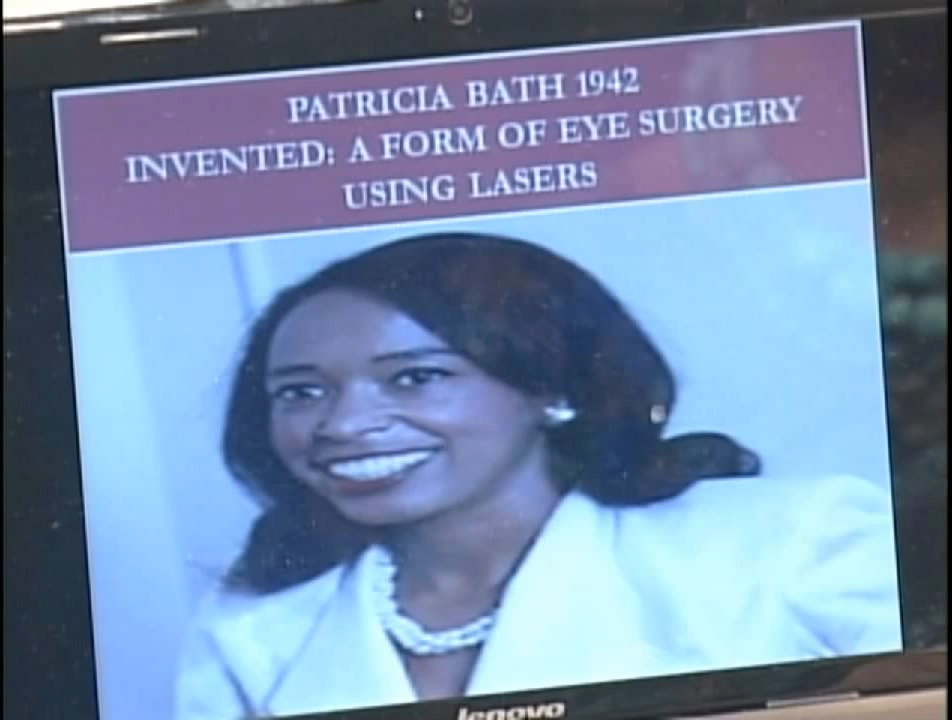 PATRICIA BATH 1942
INVENTED: A FORM OF EYE SURGERY
USING LASERS
lenovo